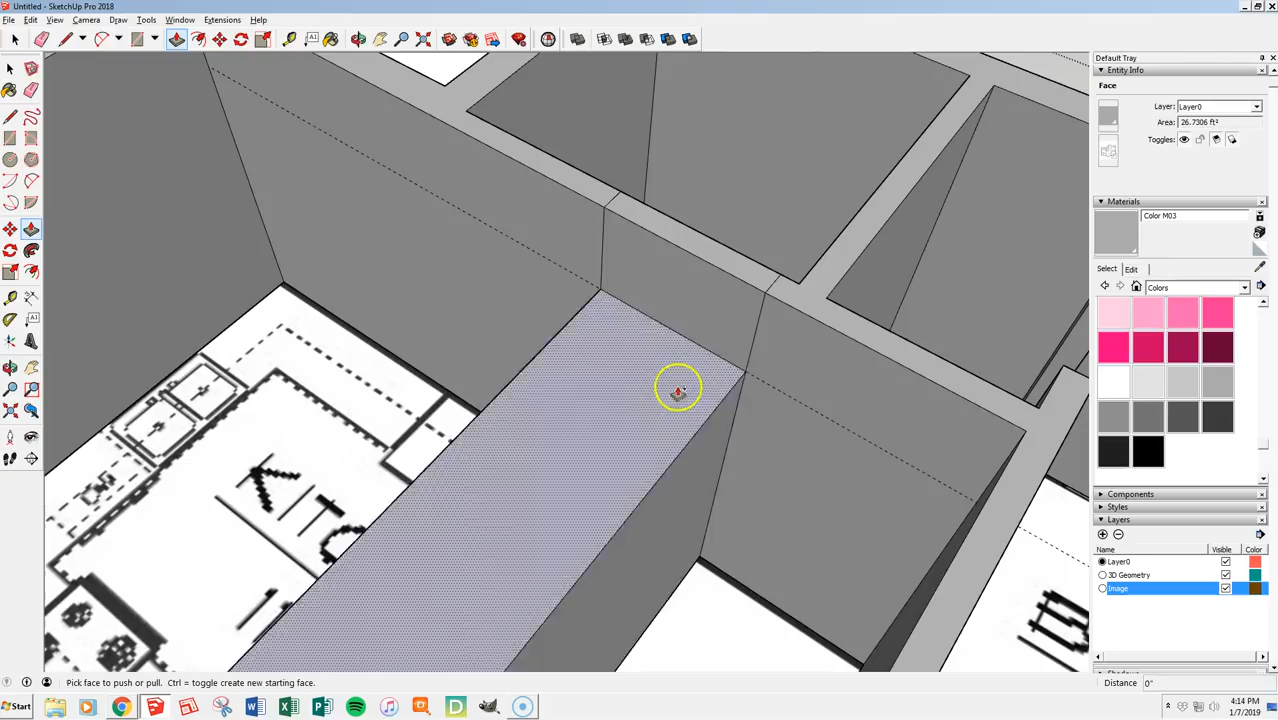 Untitled - SketchUp Pro 2018
File Edit View Camera Draw Tools Window Extensions Help
Default Tray
Entity Info
Face
Layer: Layer0
Area: 26.7306 ft²
Toggles:
Materials
Color M03
Select Edit
Colors
Components
Styles
Layers
Name Visible Color
Layer0
3D Geometry
Image
Pick face to push or pull. Ctrl = toggle create new starting face.
Distance 0"
Start
4:14 PM
1/7/2019